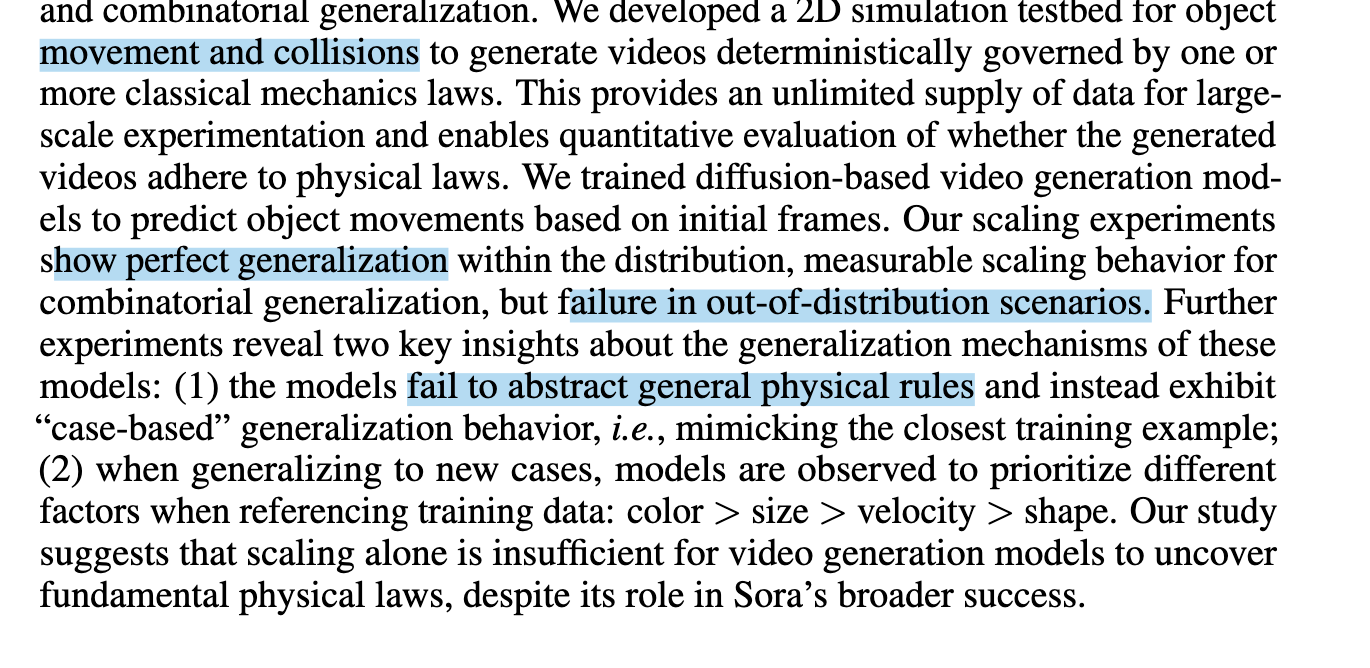 and combinatorial generalization. We developed a 2D simulation testbed for object
movement and collisions to generate videos deterministically governed by one or
more classical mechanics laws. This provides an unlimited supply of data for large-
scale experimentation and enables quantitative evaluation of whether the generated
videos adhere to physical laws. We trained diffusion-based video generation mod-
els to predict object movements based on initial frames. Our scaling experiments
show perfect generalization within the distribution, measurable scaling behavior for
combinatorial generalization, but failure in out-of-distribution scenarios. Further
experiments reveal two key insights about the generalization mechanisms of these
models: (1) the models fail to abstract general physical rules and instead exhibit
“case-based” generalization behavior, i.e., mimicking the closest training example;
(2) when generalizing to new cases, models are observed to prioritize different
factors when referencing training data: color > size > velocity > shape. Our study
suggests that scaling alone is insufficient for video generation models to uncover
fundamental physical laws, despite its role in Sora’s broader success.